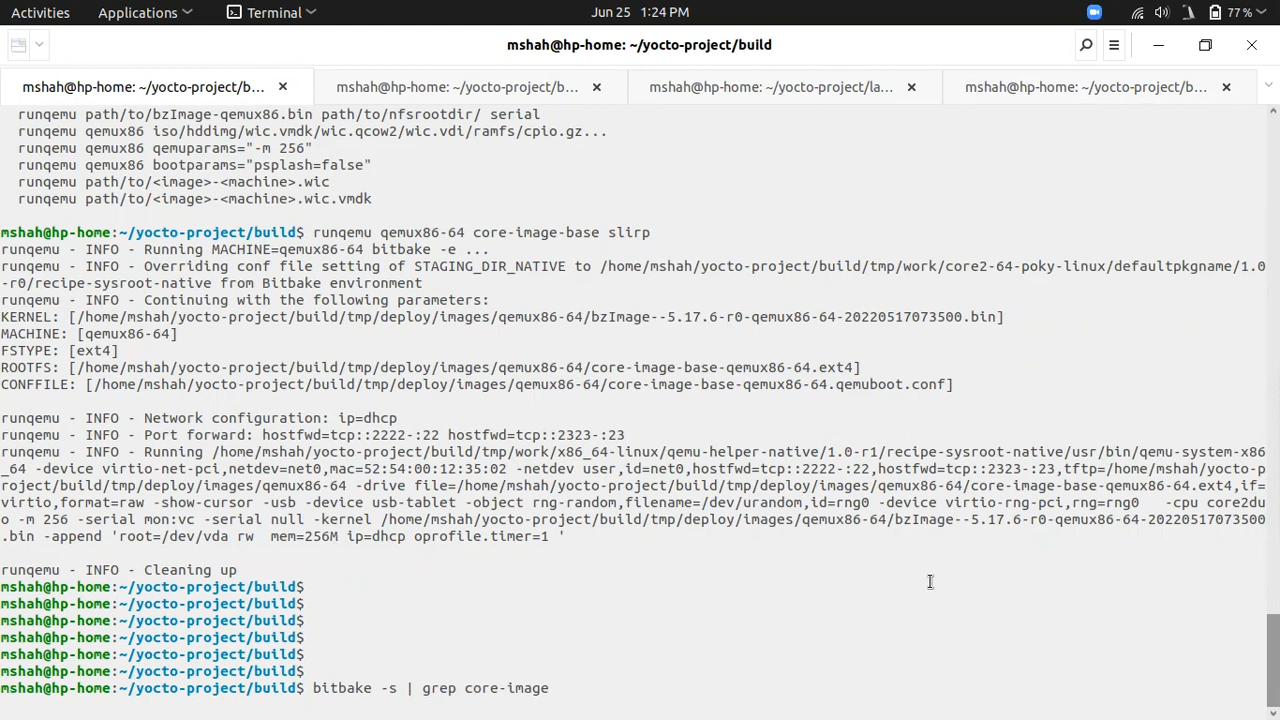 Activities Applications Terminal Jun 25 1:24 PM 77 %
mshah@hp-home: ~/yocto-project/build
mshah@hp-home: ~/yocto-project/b... mshah@hp-home: ~/yocto-project/b... mshah@hp-home: ~/yocto-project/la... mshah@hp-home: ~/yocto-project/b...
runqemu path/to/bzImage-qemux86.bin path/to/nfsrootdir/ serial
runqemu qemux86 iso/hddimg/wic.vmdk/wic.qcow2/wic.vdi/ramfs/cpio.gz...
runqemu qemux86 qemuparams="-m 256"
runqemu qemux86 bootparams="psplash=false"
runqemu path/to/<image>-<machine>.wic
runqemu path/to/<image>-<machine>.wic.vmdk
mshah@hp-home:~/yocto-project/build$ runqemu qemux86-64 core-image-base slirp
runqemu - INFO - Running MACHINE=qemux86-64 bitbake -e ...
runqemu - INFO - Overriding conf file setting of STAGING_DIR_NATIVE to /home/mshah/yocto-project/build/tmp/work/core2-64-poky-linux/defaultpkgname/1.0
-r0/recipe-sysroot-native from Bitbake environment
runqemu - INFO - Continuing with the following parameters:
KERNEL: [/home/mshah/yocto-project/build/tmp/deploy/images/qemux86-64/bzImage--5.17.6-r0-qemux86-64-20220517073500.bin]
MACHINE: [qemux86-64]
FSTYPE: [ext4]
ROOTFS: [/home/mshah/yocto-project/build/tmp/deploy/images/qemux86-64/core-image-base-qemux86-64.ext4]
CONFFILE: [/home/mshah/yocto-project/build/tmp/deploy/images/qemux86-64/core-image-base-qemux86-64.qemuboot.conf]
runqemu - INFO - Network configuration: ip=dhcp
runqemu - INFO - Port forward: hostfwd=tcp::2222-:22 hostfwd=tcp::2323-:23
runqemu - INFO - Running /home/mshah/yocto-project/build/tmp/work/x86_64-linux/qemu-helper-native/1.0-r1/recipe-sysroot-native/usr/bin/qemu-system-x86
_64 -device virtio-net-pci,netdev=net0,mac=52:54:00:12:35:02 -netdev user,id=net0,hostfwd=tcp::2222-:22,hostfwd=tcp::2323-:23,tftp=/home/mshah/yocto-p
roject/build/tmp/deploy/images/qemux86-64 -drive file=/home/mshah/yocto-project/build/tmp/deploy/images/qemux86-64/core-image-base-qemux86-64.ext4,if=
virtio,format=raw -show-cursor -usb -device usb-tablet -object rng-random,filename=/dev/urandom,id=rng0 -device virtio-rng-pci,rng=rng0   -cpu core2du
o -m 256 -serial mon:vc -serial null -kernel /home/mshah/yocto-project/build/tmp/deploy/images/qemux86-64/bzImage--5.17.6-r0-qemux86-64-20220517073500
.bin -append 'root=/dev/vda rw  mem=256M ip=dhcp oprofile.timer=1 '
runqemu - INFO - Cleaning up
mshah@hp-home:~/yocto-project/build$
mshah@hp-home:~/yocto-project/build$
mshah@hp-home:~/yocto-project/build$
mshah@hp-home:~/yocto-project/build$
mshah@hp-home:~/yocto-project/build$
mshah@hp-home:~/yocto-project/build$
mshah@hp-home:~/yocto-project/build$ bitbake -s | grep core-image